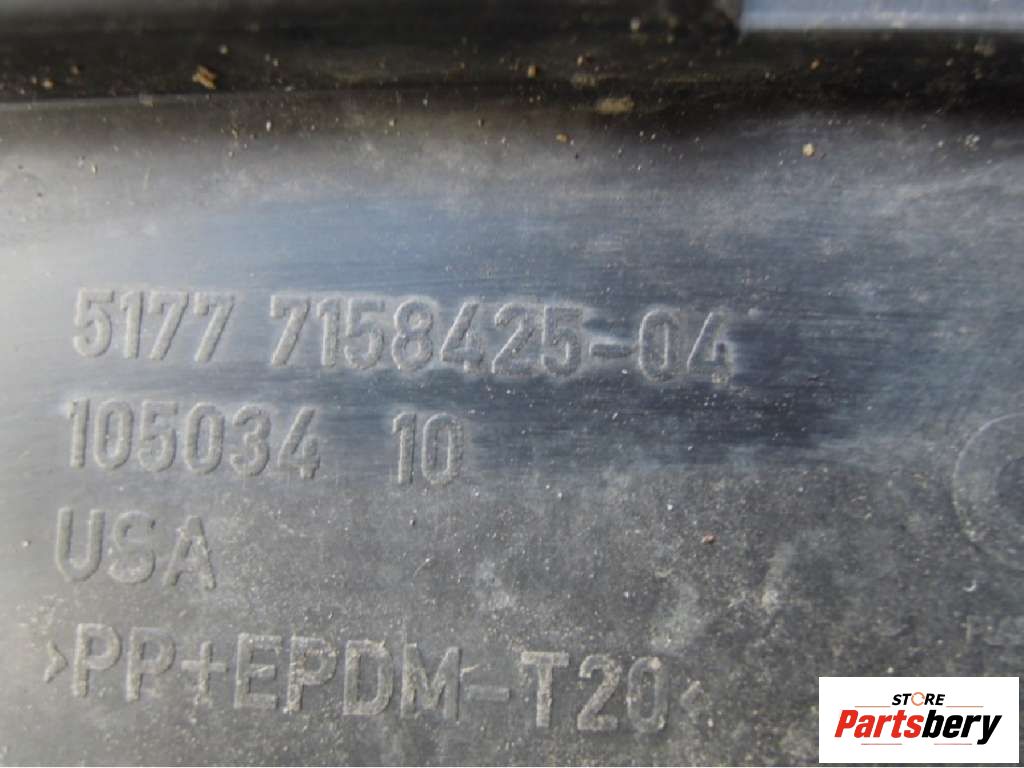 5177 7158425-04
105034 10
USA
>PP+EPDM-T20<
STORE
Partsbery